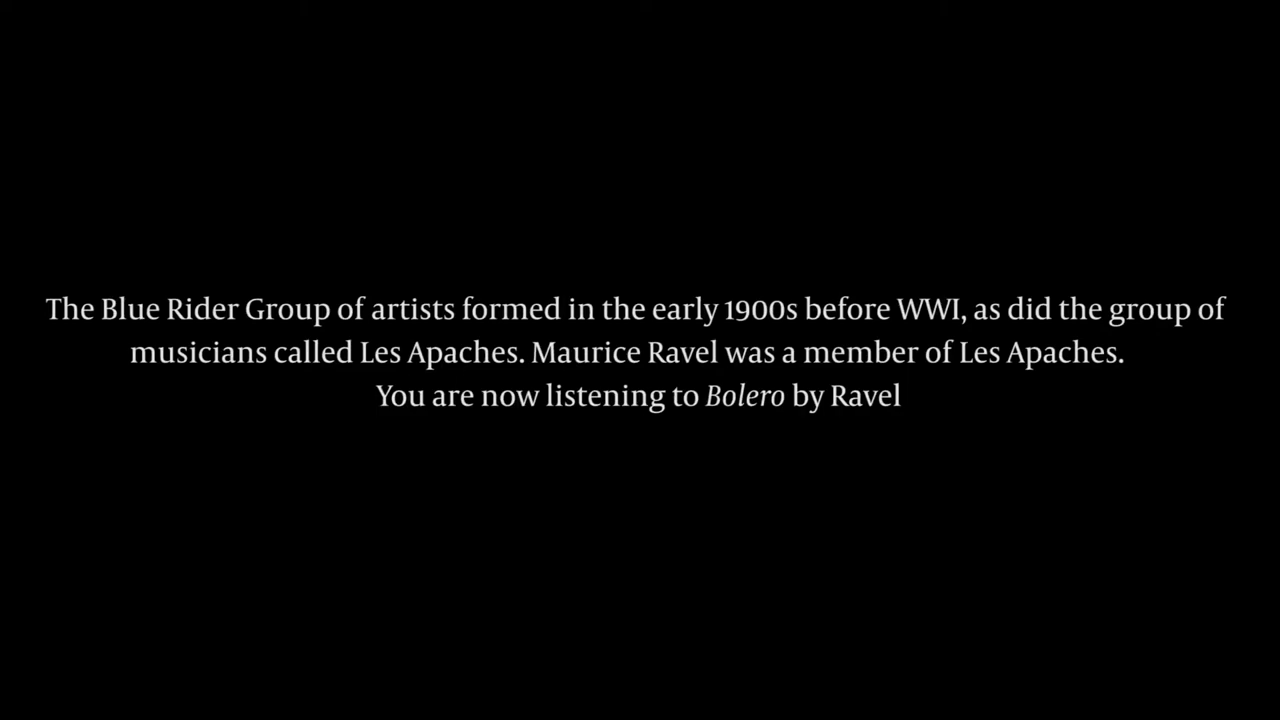 The Blue Rider Group of artists formed in the early 1900s before WWI, as did the group of
musicians called Les Apaches. Maurice Ravel was a member of Les Apaches.
You are now listening to Bolero by Ravel